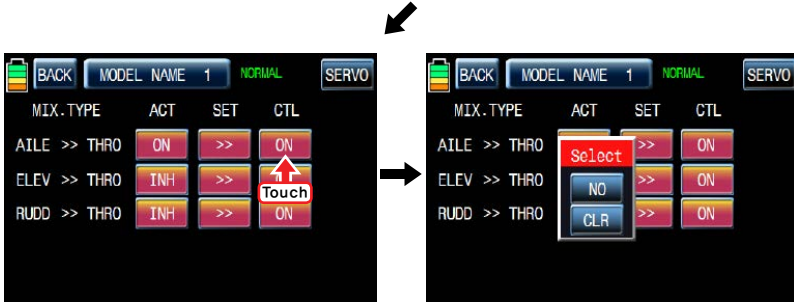 BACK MODEL NAME 1 NORMAL SERVO
MIX.TYPE ACT SET CTL
AILE >> THRO ON >> ON
ELEV >> THRO INH >>
Touch
RUDD >> THRO INH >> ON
BACK MODEL NAME 1 NORMAL SERVO
MIX.TYPE ACT SET CTL
AILE >> THRO >> ON
Select
ELEV >> THRO >> ON
NO
RUDD >> THRO >> ON
CLR